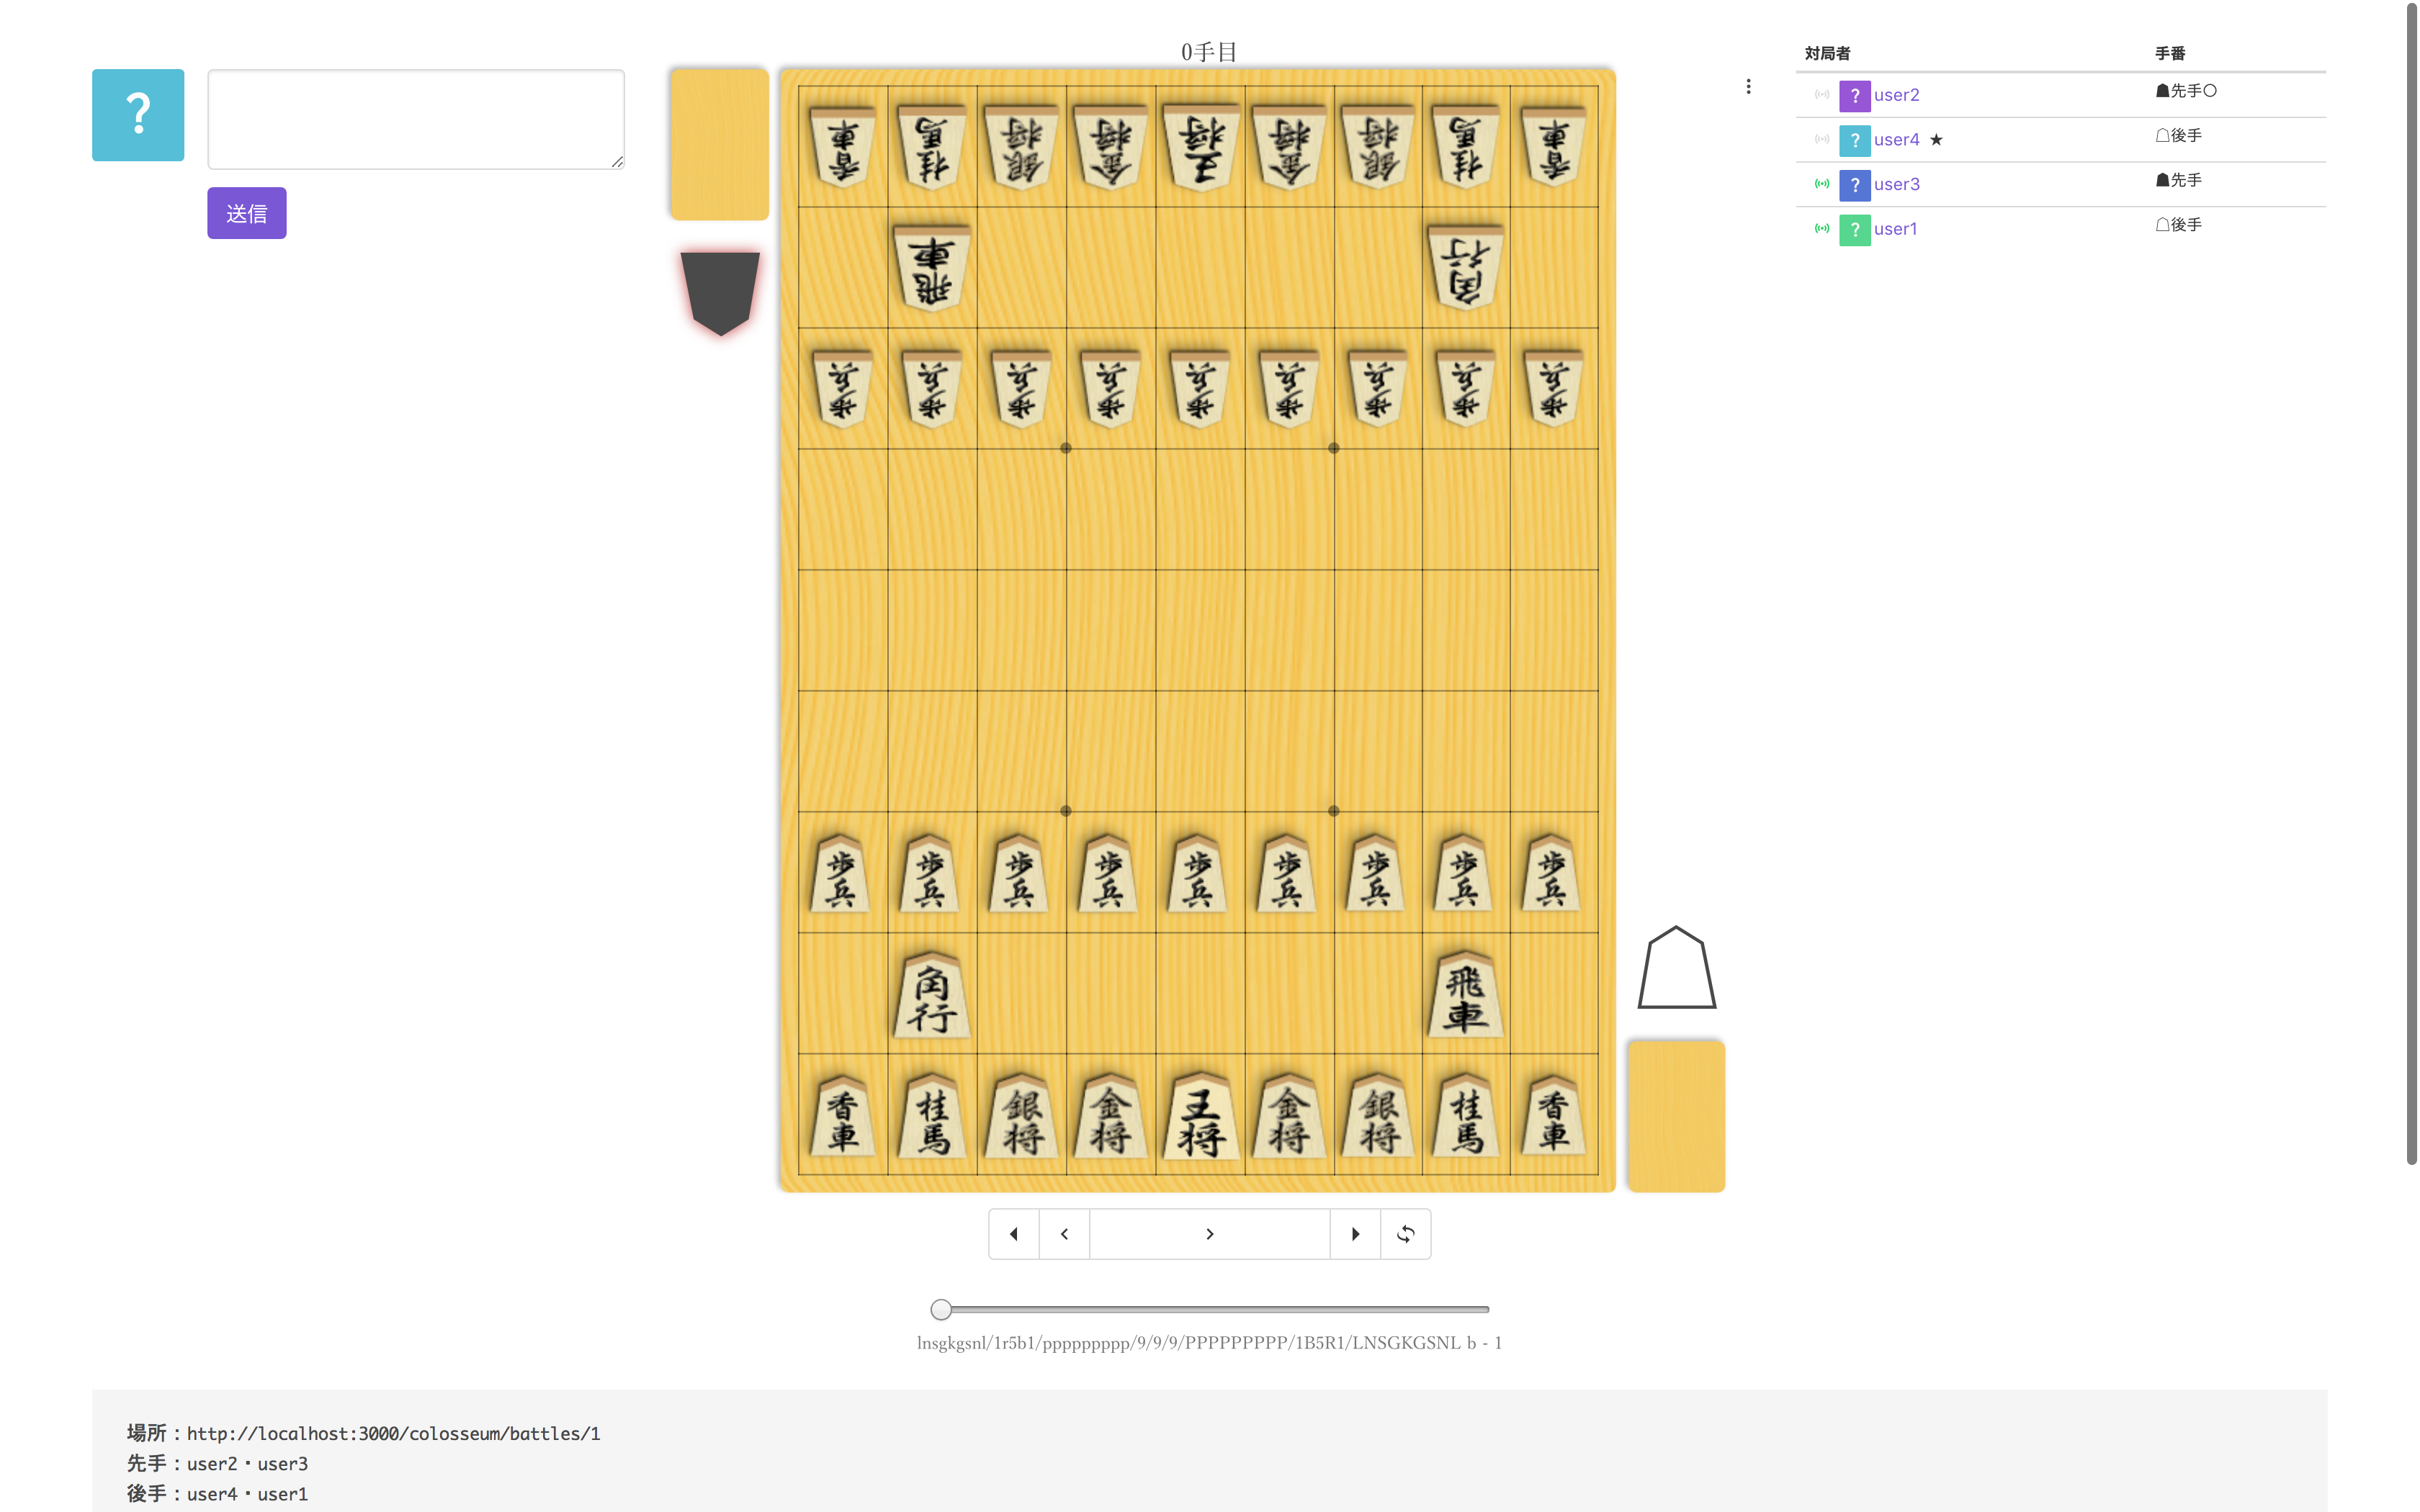 0手目
?
送信
対局者 手番
? user2 ☗先手○
? user4 ★ ☖後手
? user3 ☗先手
? user1 ☖後手
香車 桂馬 銀将 金将 王将 金将 銀将 桂馬 香車
飛車 角行
歩兵 歩兵 歩兵 歩兵 歩兵 歩兵 歩兵 歩兵 歩兵
歩兵 歩兵 歩兵 歩兵 歩兵 歩兵 歩兵 歩兵 歩兵
角行 飛車
香車 桂馬 銀将 金将 王将 金将 銀将 桂馬 香車
lnsgkgsnl/1r5b1/ppppppppp/9/9/9/PPPPPPPPP/1B5R1/LNSGKGSNL b - 1
場所：http://localhost:3000/colosseum/battles/1
先手：user2・user3
後手：user4・user1